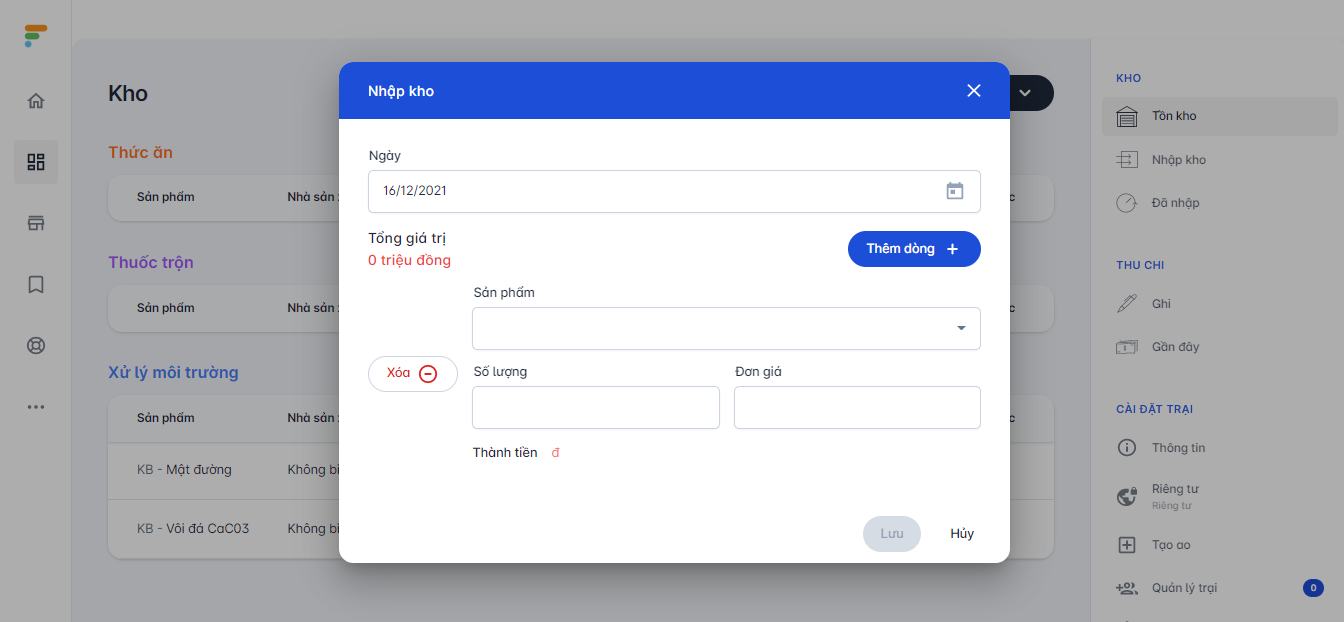 Kho
Thức ăn
Sản phẩm
Nhà sản
Thuốc trộn
Sản phẩm
Nhà sản
Xử lý môi trường
Sản phẩm
Nhà sản
KB - Mật đường
Không bi
KB - Vôi đá CaC03
Không bi
Nhập kho
Ngày
16/12/2021
Tổng giá trị
0 triệu đồng
Thêm dòng +
Sản phẩm
Xóa
Số lượng
Đơn giá
Thành tiền đ
Lưu
Hủy
c
c
c
KHO
Tồn kho
Nhập kho
Đã nhập
THU CHI
Ghi
Gần đây
CÀI ĐẶT TRẠI
Thông tin
Riêng tư
Riêng tư
Tạo ao
Quản lý trại
0